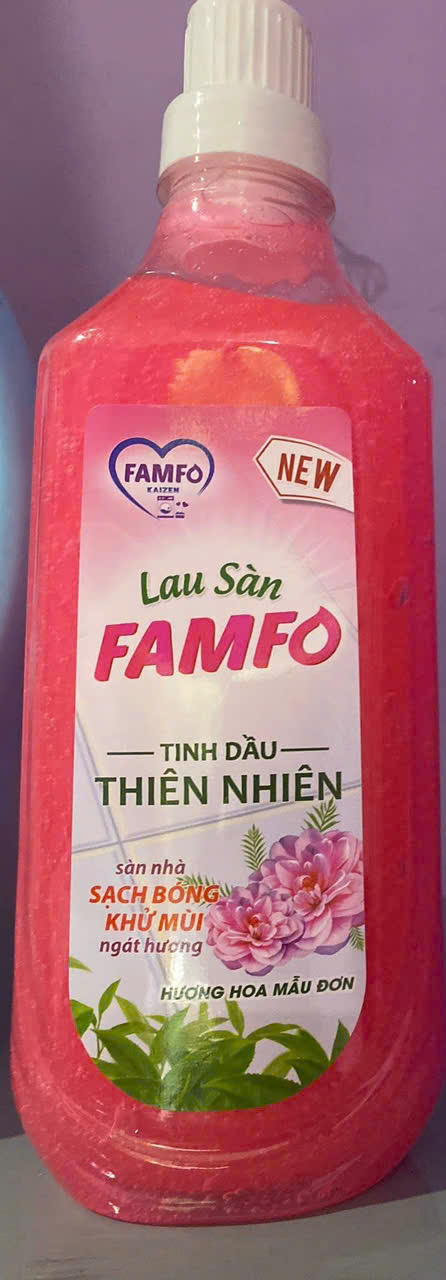 FAMFO
KAIZEN
NEW
Lau Sàn
FAMFO
TINH DẦU
THIÊN NHIÊN
sàn nhà
SẠCH BÓNG
KHỬ MÙI
ngát hương
HƯƠNG HOA MẪU ĐƠN